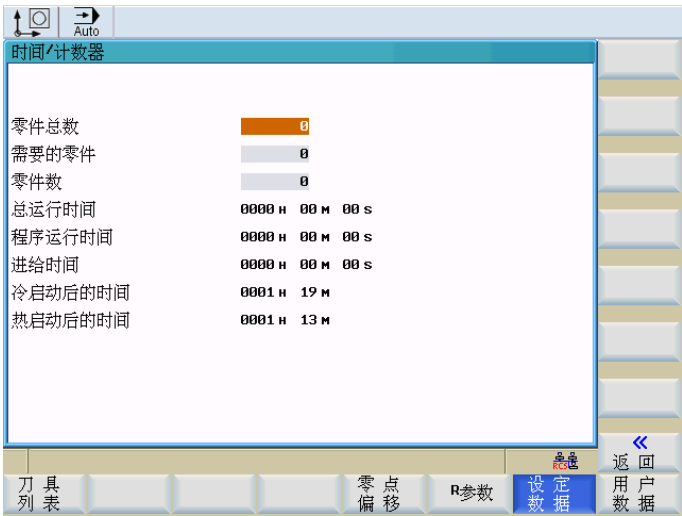 Auto
时间/计数器
零件总数 0
需要的零件 0
零件数 0
总运行时间 0000 H 00 M 00 S
程序运行时间 0000 H 00 M 00 S
进给时间 0000 H 00 M 00 S
冷启动后的时间 0001 H 19 M
热启动后的时间 0001 H 13 M
RCS
返回
刀具列表
零点偏移
R参数
设定数据
用户数据